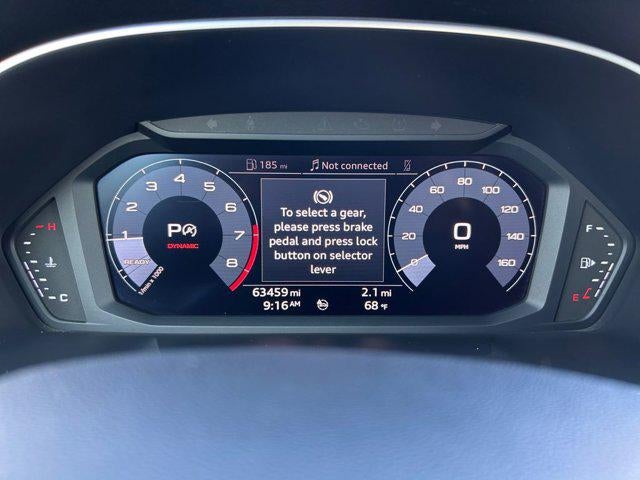 185 mi
Not connected
1
2
3
4
5
6
7
8
READY
1/min x 1000
P
DYNAMIC
To select a gear,
please press brake
pedal and press lock
button on selector
lever
0
20
40
60
80
100
120
140
160
0
MPH
63459 mi
2.1 mi
9:16 AM
68 °F
H
C
F
E